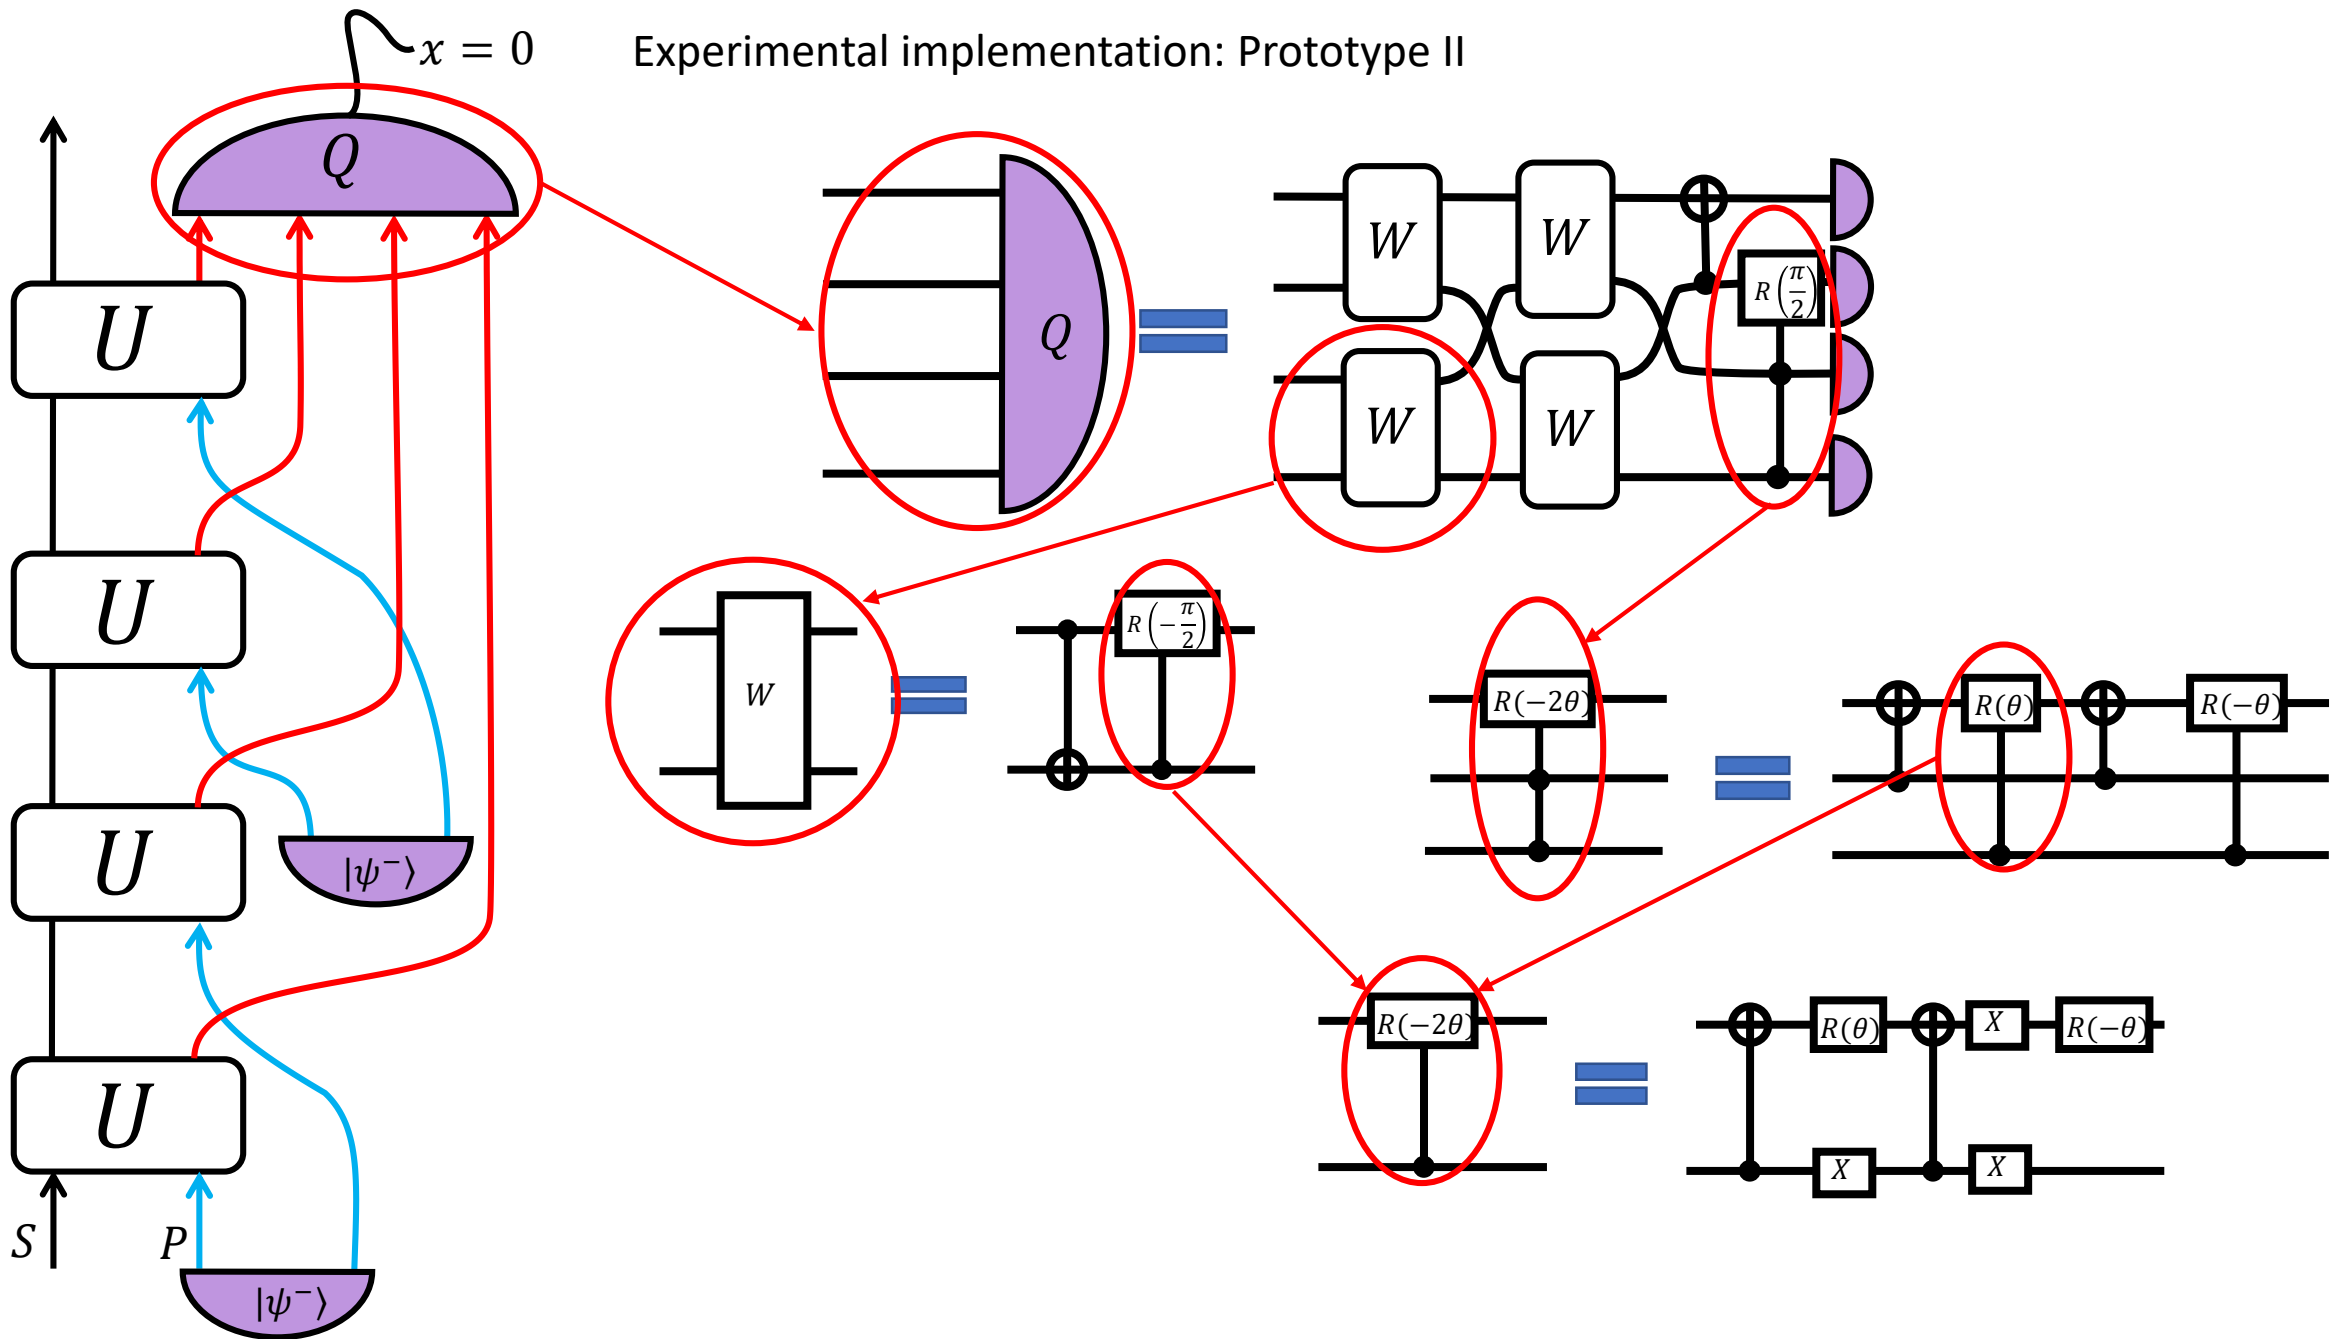 x = 0
Experimental implementation: Prototype II
Q
U
U
U
U
|ψ⁻⟩
S
P
|ψ⁻⟩
Q
W
W
W
W
R(π/2)
W
R(−π/2)
R(−2θ)
R(θ)
R(−θ)
R(−2θ)
R(θ)
X
R(−θ)
X
X